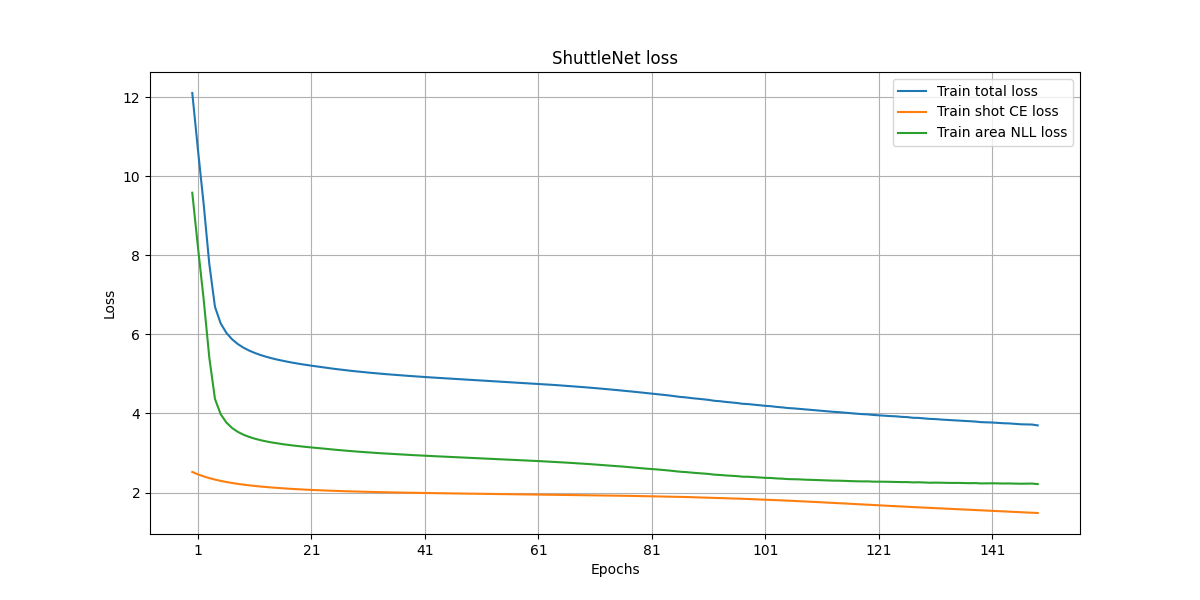 ShuttleNet loss
Train total loss
Train shot CE loss
Train area NLL loss
12
10
8
6
4
2
Loss
1 21 41 61 81 101 121 141
Epochs